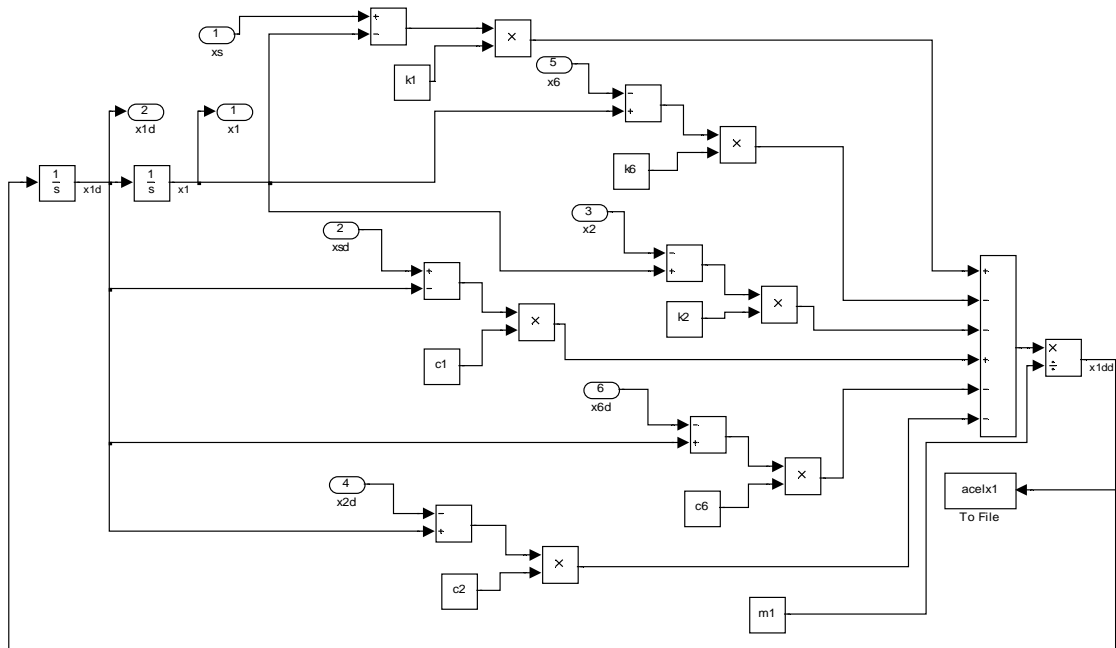 1
xs
+
-
×
k1
5
x6
-
+
2
x1d
1
x1
×
k6
1
s
x1d
1
s
x1
3
x2
2
xsd
-
+
+
-
×
k2
×
c1
+
-
-
+
-
-
×
÷
x1dd
6
x6d
-
+
×
c6
4
x2d
-
+
×
c2
acelx1
To File
m1